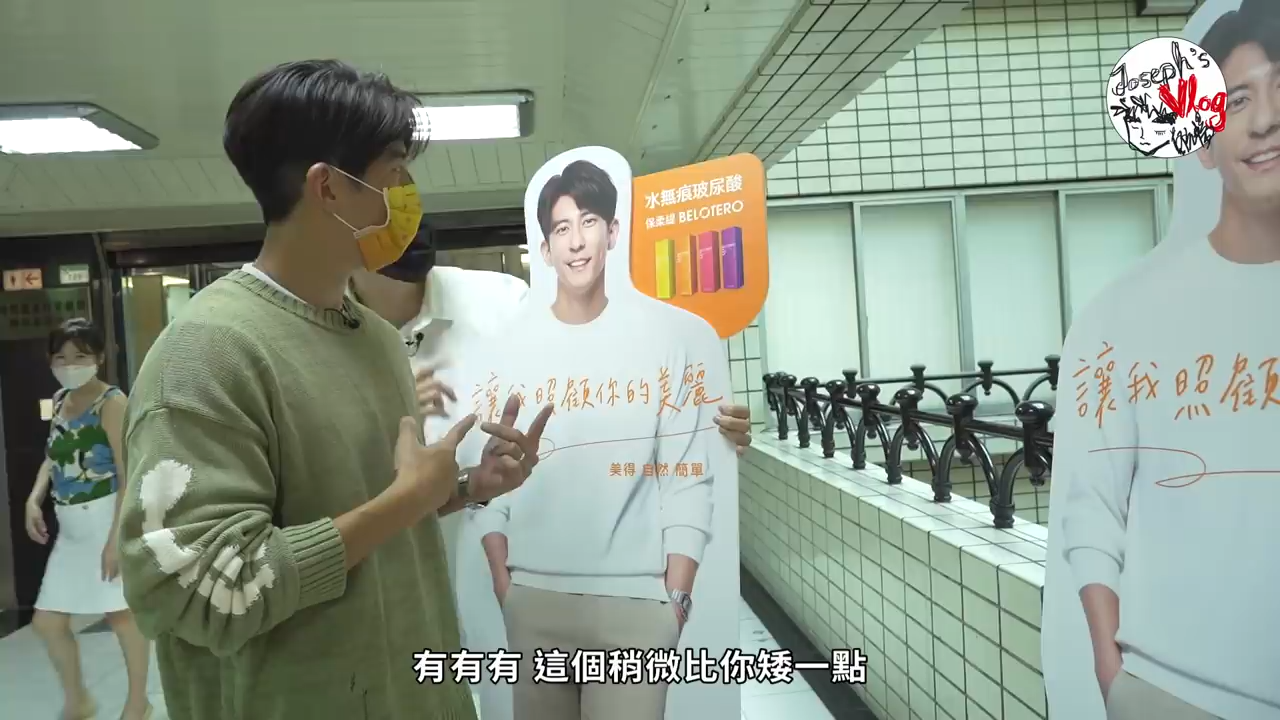 Joseph's
Vlog
水無痕玻尿酸
保柔緹 BELOTERO
讓我照顧你的美麗
美得 自然 簡單
讓我照顧
有有有 這個稍微比你矮一點